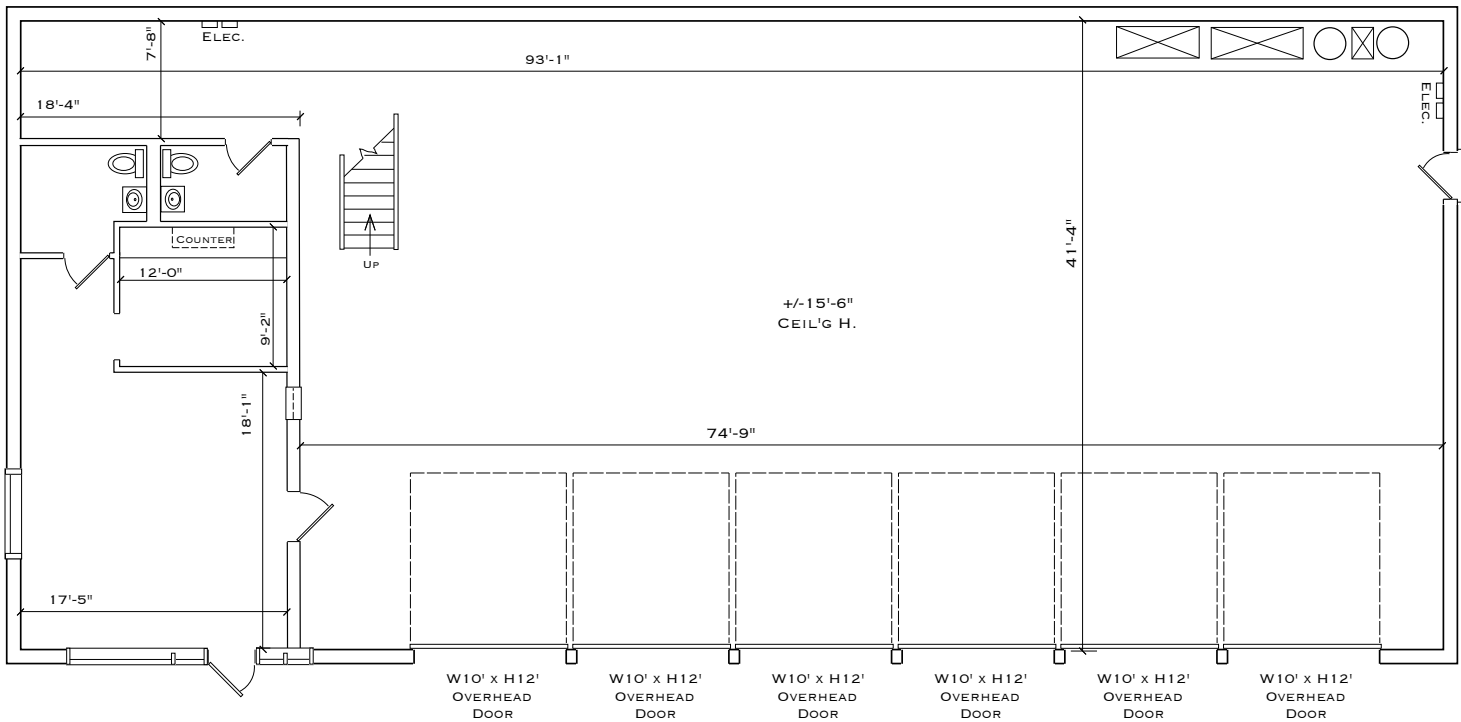 7'-8"
ELEC.
93'-1"
18'-4"
ELEC.
COUNTER
UP
12'-0"
9'-2"
41'-4"
+/-15'-6"
CEIL'G H.
18'-1"
74'-9"
17'-5"
W10' X H12'
OVERHEAD
DOOR
W10' X H12'
OVERHEAD
DOOR
W10' X H12'
OVERHEAD
DOOR
W10' X H12'
OVERHEAD
DOOR
W10' X H12'
OVERHEAD
DOOR
W10' X H12'
OVERHEAD
DOOR